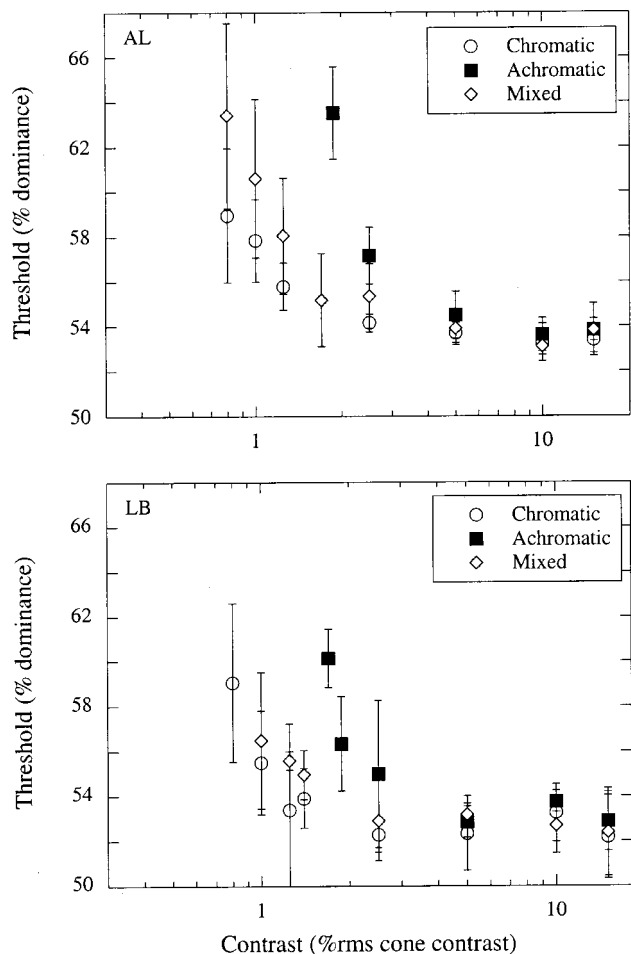 AL
Chromatic
Achromatic
Mixed
Threshold (% dominance)
66
62
58
54
50
1
10
LB
Chromatic
Achromatic
Mixed
Threshold (% dominance)
66
62
58
54
50
1
10
Contrast (%rms cone contrast)